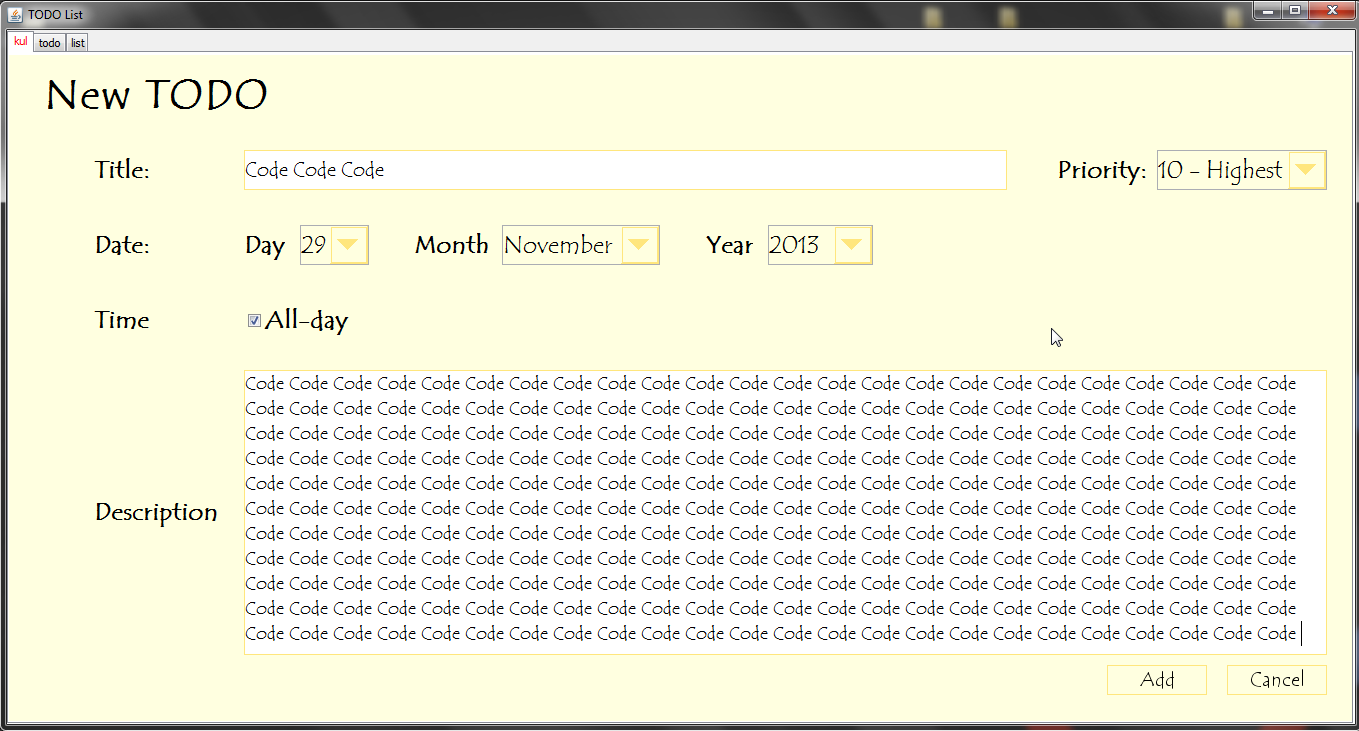 TODO List
kul todo list
New TODO
Title: Code Code Code Priority: 10 - Highest
Date: Day 29 Month November Year 2013
Time All-day
Code Code Code Code Code Code Code Code Code Code Code Code Code Code Code Code Code Code Code Code Code Code Code Code
Code Code Code Code Code Code Code Code Code Code Code Code Code Code Code Code Code Code Code Code Code Code Code Code
Code Code Code Code Code Code Code Code Code Code Code Code Code Code Code Code Code Code Code Code Code Code Code Code
Code Code Code Code Code Code Code Code Code Code Code Code Code Code Code Code Code Code Code Code Code Code Code Code
Code Code Code Code Code Code Code Code Code Code Code Code Code Code Code Code Code Code Code Code Code Code Code Code
Description Code Code Code Code Code Code Code Code Code Code Code Code Code Code Code Code Code Code Code Code Code Code Code Code
Code Code Code Code Code Code Code Code Code Code Code Code Code Code Code Code Code Code Code Code Code Code Code Code
Code Code Code Code Code Code Code Code Code Code Code Code Code Code Code Code Code Code Code Code Code Code Code Code
Code Code Code Code Code Code Code Code Code Code Code Code Code Code Code Code Code Code Code Code Code Code Code Code
Code Code Code Code Code Code Code Code Code Code Code Code Code Code Code Code Code Code Code Code Code Code Code Code
Code Code Code Code Code Code Code Code Code Code Code Code Code Code Code Code Code Code Code Code Code Code Code Code
Add Cancel